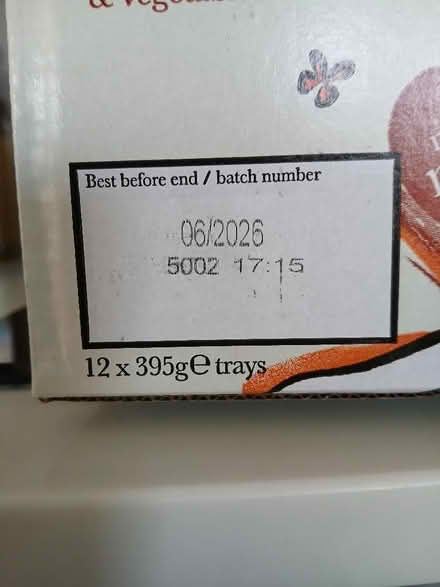 &
Best before end / batch number
06/2026
5002 17:15
12 x 395g℮ trays